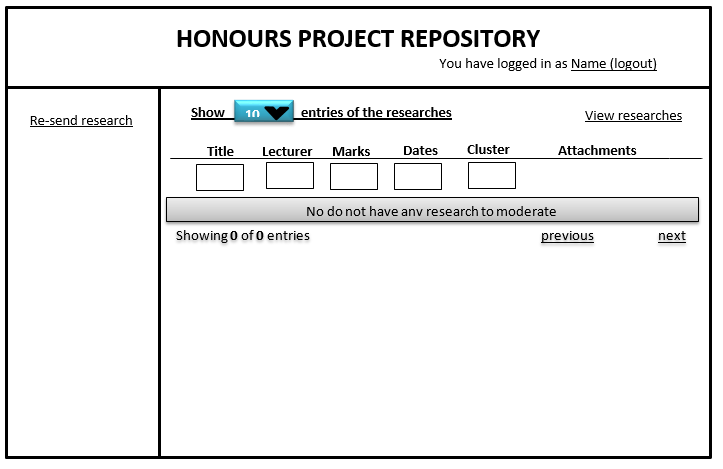 HONOURS PROJECT REPOSITORY
You have logged in as Name (logout)
Re-send research
Show 10 entries of the researches
View researches
Title Lecturer Marks Dates Cluster Attachments
No do not have any research to moderate
Showing 0 of 0 entries
previous next